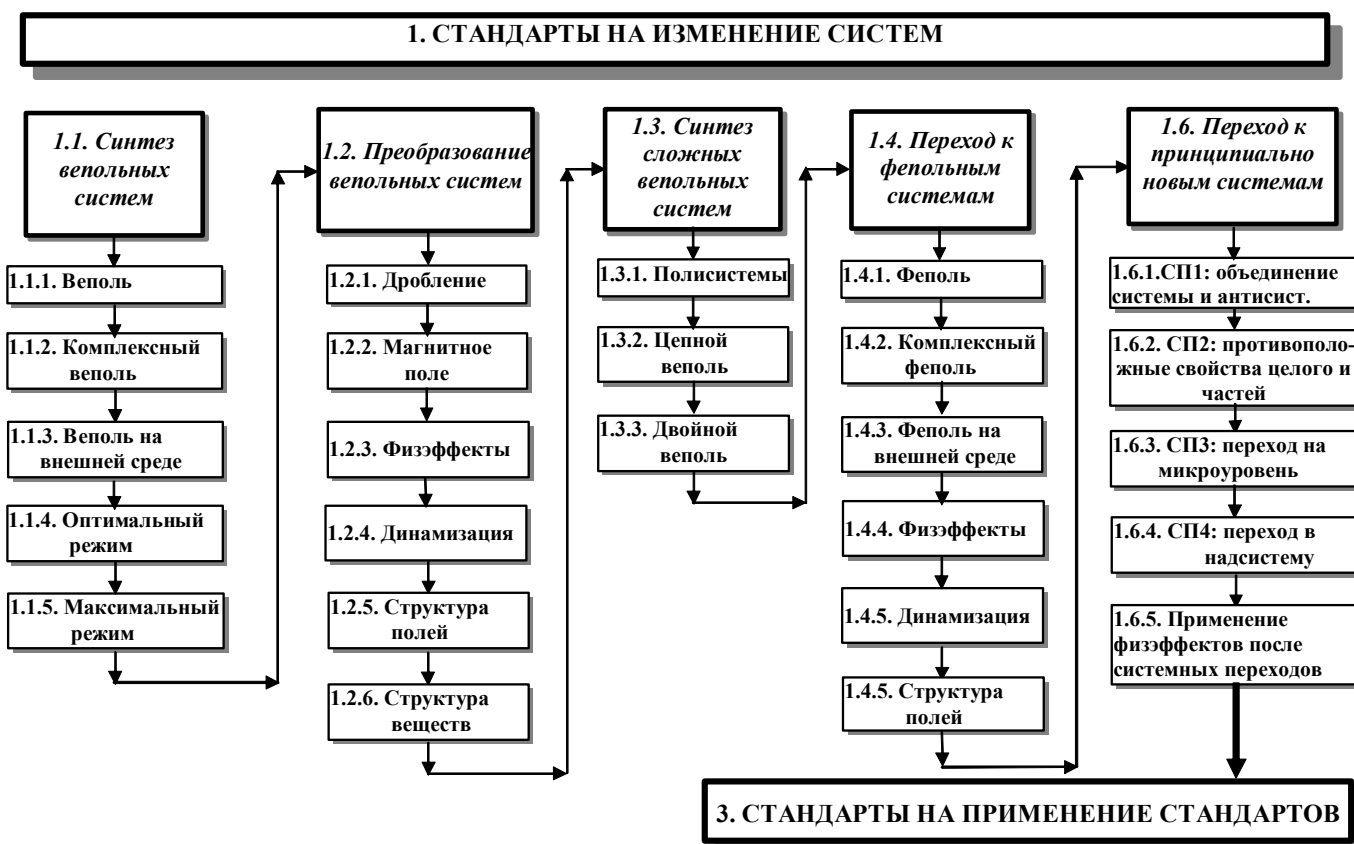 1. СТАНДАРТЫ НА ИЗМЕНЕНИЕ СИСТЕМ
1.1. Синтез
вепольных
систем
1.1.1. Веполь
1.1.2. Комплексный
веполь
1.1.3. Веполь на
внешней среде
1.1.4. Оптимальный
режим
1.1.5. Максимальный
режим
1.2. Преобразование
вепольных систем
1.2.1. Дробление
1.2.2. Магнитное
поле
1.2.3. Физэффекты
1.2.4. Динамизация
1.2.5. Структура
полей
1.2.6. Структура
веществ
1.3. Синтез
сложных
вепольных
систем
1.3.1. Полисистемы
1.3.2. Цепной
веполь
1.3.3. Двойной
веполь
1.4. Переход к
фепольным
системам
1.4.1. Феполь
1.4.2. Комплексный
феполь
1.4.3. Феполь на
внешней среде
1.4.4. Физэффекты
1.4.5. Динамизация
1.4.5. Структура
полей
1.6. Переход к
принципиально
новым системам
1.6.1.СП1: объединение
системы и антисист.
1.6.2. СП2: противополо-
жные свойства целого и
частей
1.6.3. СП3: переход на
микроуровень
1.6.4. СП4: переход в
надсистему
1.6.5. Применение
физэффектов после
системных переходов
3. СТАНДАРТЫ НА ПРИМЕНЕНИЕ СТАНДАРТОВ